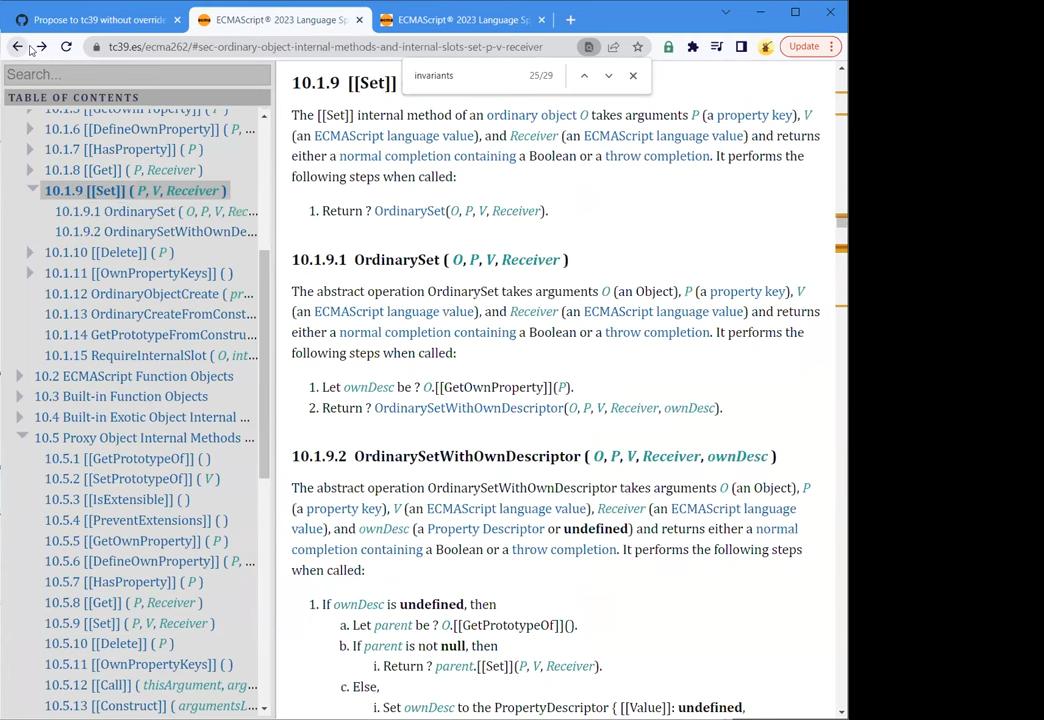 Propose to tc39 without override
ECMAScript® 2023 Language Sp
ECMAScript® 2023 Language Sp
tc39.es/ecma262/#sec-ordinary-object-internal-methods-and-internal-slots-set-p-v-receiver
Update
invariants 25/29
Search...
TABLE OF CONTENTS
10.1.5 [[GetOwnProperty]] ( P )
10.1.6 [[DefineOwnProperty]] ( P, ...
10.1.7 [[HasProperty]] ( P )
10.1.8 [[Get]] ( P, Receiver )
10.1.9 [[Set]] ( P, V, Receiver )
10.1.9.1 OrdinarySet ( O, P, V, Rec...
10.1.9.2 OrdinarySetWithOwnDe...
10.1.10 [[Delete]] ( P )
10.1.11 [[OwnPropertyKeys]] ( )
10.1.12 OrdinaryObjectCreate ( pr...
10.1.13 OrdinaryCreateFromConst...
10.1.14 GetPrototypeFromConstru...
10.1.15 RequireInternalSlot ( O, int...
10.2 ECMAScript Function Objects
10.3 Built-in Function Objects
10.4 Built-in Exotic Object Internal ...
10.5 Proxy Object Internal Methods ...
10.5.1 [[GetPrototypeOf]] ( )
10.5.2 [[SetPrototypeOf]] ( V )
10.5.3 [[IsExtensible]] ( )
10.5.4 [[PreventExtensions]] ( )
10.5.5 [[GetOwnProperty]] ( P )
10.5.6 [[DefineOwnProperty]] ( P, ...
10.5.7 [[HasProperty]] ( P )
10.5.8 [[Get]] ( P, Receiver )
10.5.9 [[Set]] ( P, V, Receiver )
10.5.10 [[Delete]] ( P )
10.5.11 [[OwnPropertyKeys]] ( )
10.5.12 [[Call]] ( thisArgument, arg...
10.5.13 [[Construct]] ( argumentsL...
10.1.9 [[Set]]
The [[Set]] internal method of an ordinary object O takes arguments P (a property key), V
(an ECMAScript language value), and Receiver (an ECMAScript language value) and returns
either a normal completion containing a Boolean or a throw completion. It performs the
following steps when called:
1. Return ? OrdinarySet(O, P, V, Receiver).
10.1.9.1 OrdinarySet ( O, P, V, Receiver )
The abstract operation OrdinarySet takes arguments O (an Object), P (a property key), V
(an ECMAScript language value), and Receiver (an ECMAScript language value) and returns
either a normal completion containing a Boolean or a throw completion. It performs the
following steps when called:
1. Let ownDesc be ? O.[[GetOwnProperty]](P).
2. Return ? OrdinarySetWithOwnDescriptor(O, P, V, Receiver, ownDesc).
10.1.9.2 OrdinarySetWithOwnDescriptor ( O, P, V, Receiver, ownDesc )
The abstract operation OrdinarySetWithOwnDescriptor takes arguments O (an Object), P
(a property key), V (an ECMAScript language value), Receiver (an ECMAScript language
value), and ownDesc (a Property Descriptor or undefined) and returns either a normal
completion containing a Boolean or a throw completion. It performs the following steps
when called:
1. If ownDesc is undefined, then
a. Let parent be ? O.[[GetPrototypeOf]]().
b. If parent is not null, then
i. Return ? parent.[[Set]](P, V, Receiver).
c. Else,
i. Set ownDesc to the PropertyDescriptor { [[Value]]: undefined,